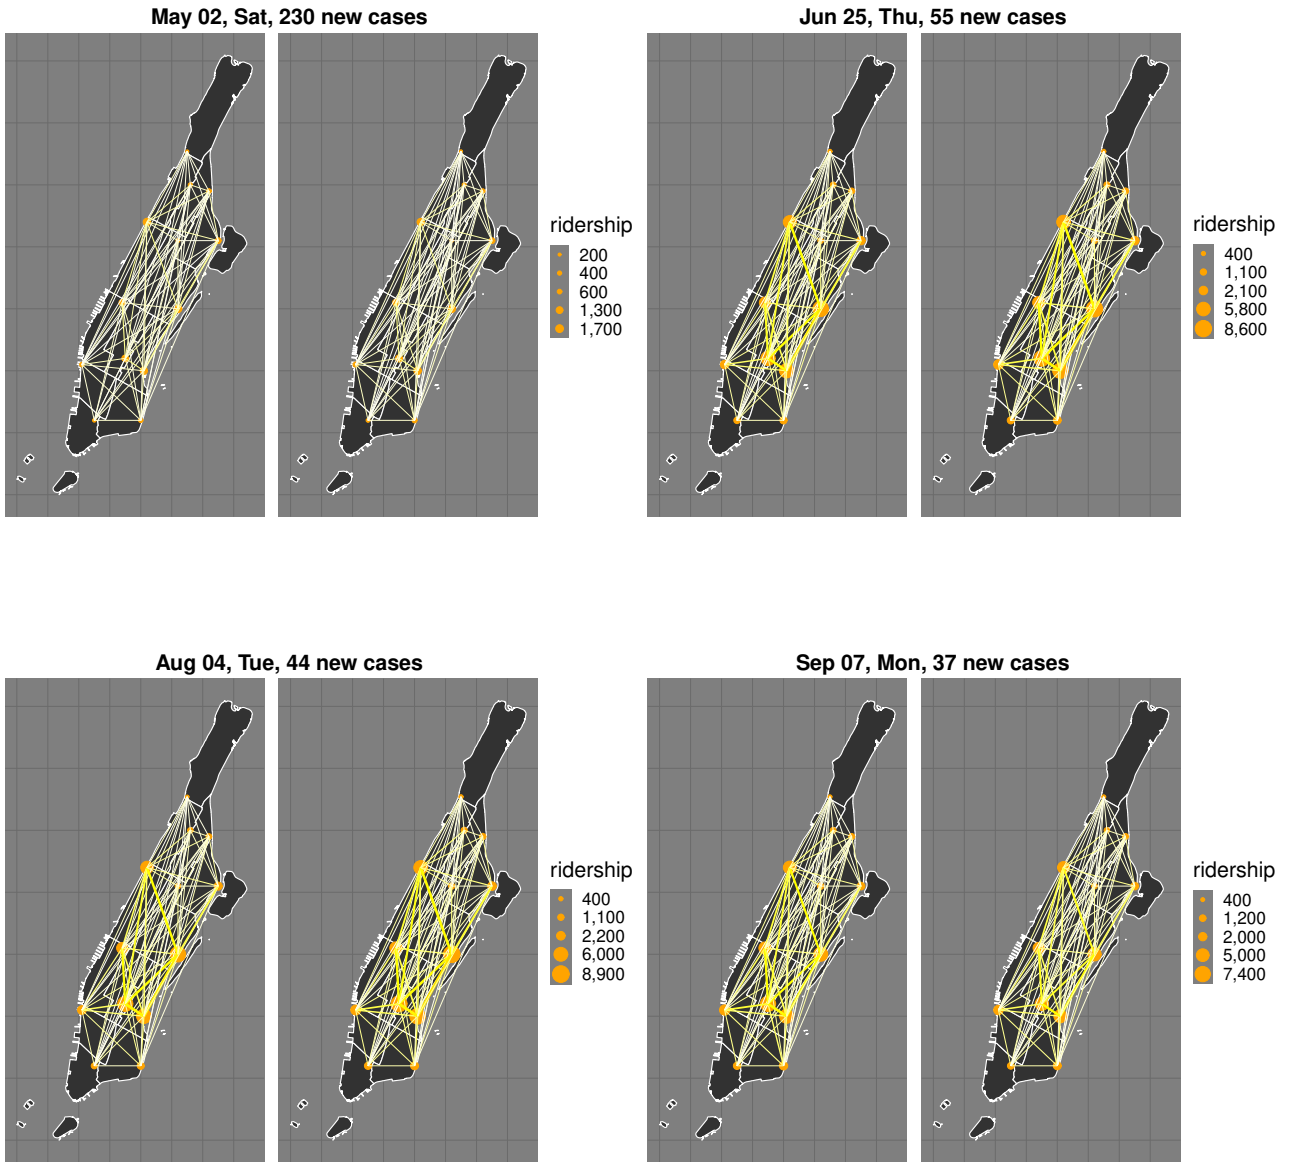 May 02, Sat, 230 new cases
ridership
200
400
600
1,300
1,700
Jun 25, Thu, 55 new cases
ridership
400
1,100
2,100
5,800
8,600
Aug 04, Tue, 44 new cases
ridership
400
1,100
2,200
6,000
8,900
Sep 07, Mon, 37 new cases
ridership
400
1,200
2,000
5,000
7,400